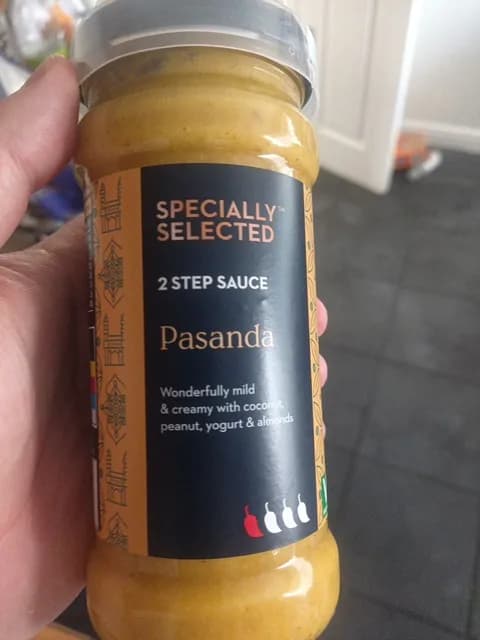 SPECIALLY™
SELECTED
2 STEP SAUCE
Pasanda
Wonderfully mild
& creamy with coconut,
peanut, yogurt & almonds